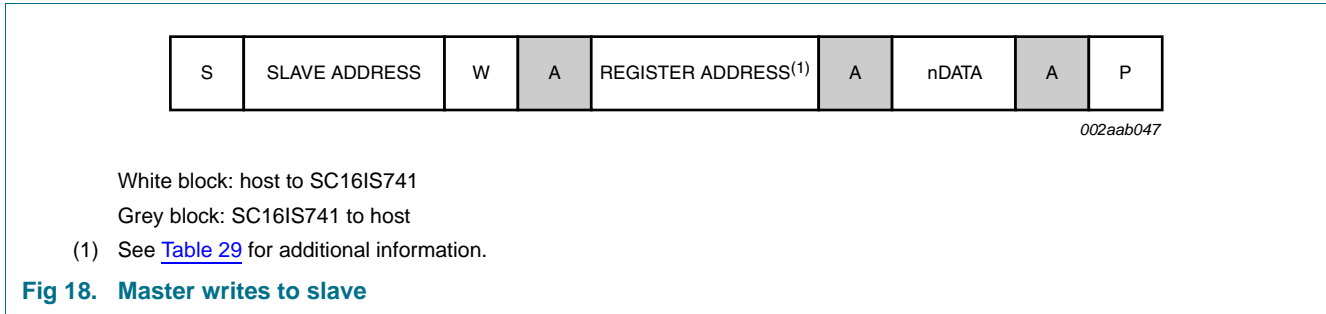 S SLAVE ADDRESS W A REGISTER ADDRESS(1) A nDATA A P
002aab047
White block: host to SC16IS741
Grey block: SC16IS741 to host
(1) See Table 29 for additional information.
Fig 18. Master writes to slave